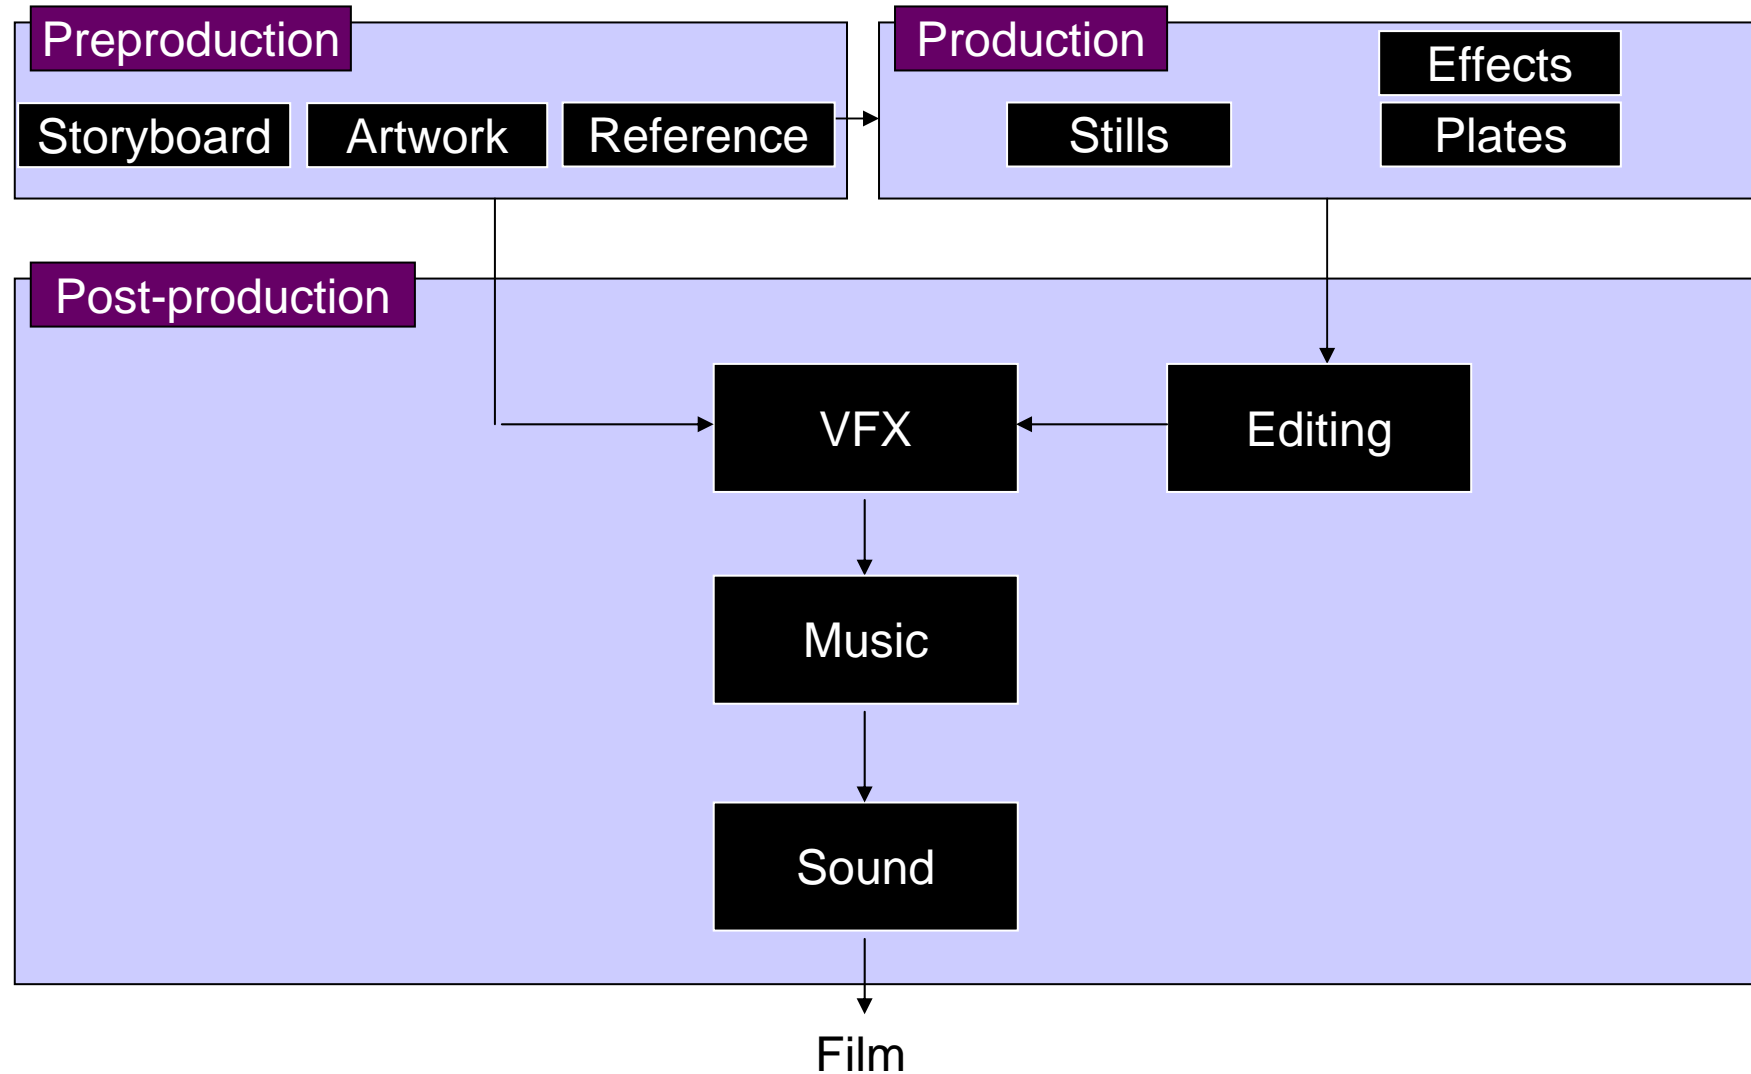 Preproduction
Storyboard
Artwork
Reference
Production
Effects
Stills
Plates
Post-production
VFX
Editing
Music
Sound
Film